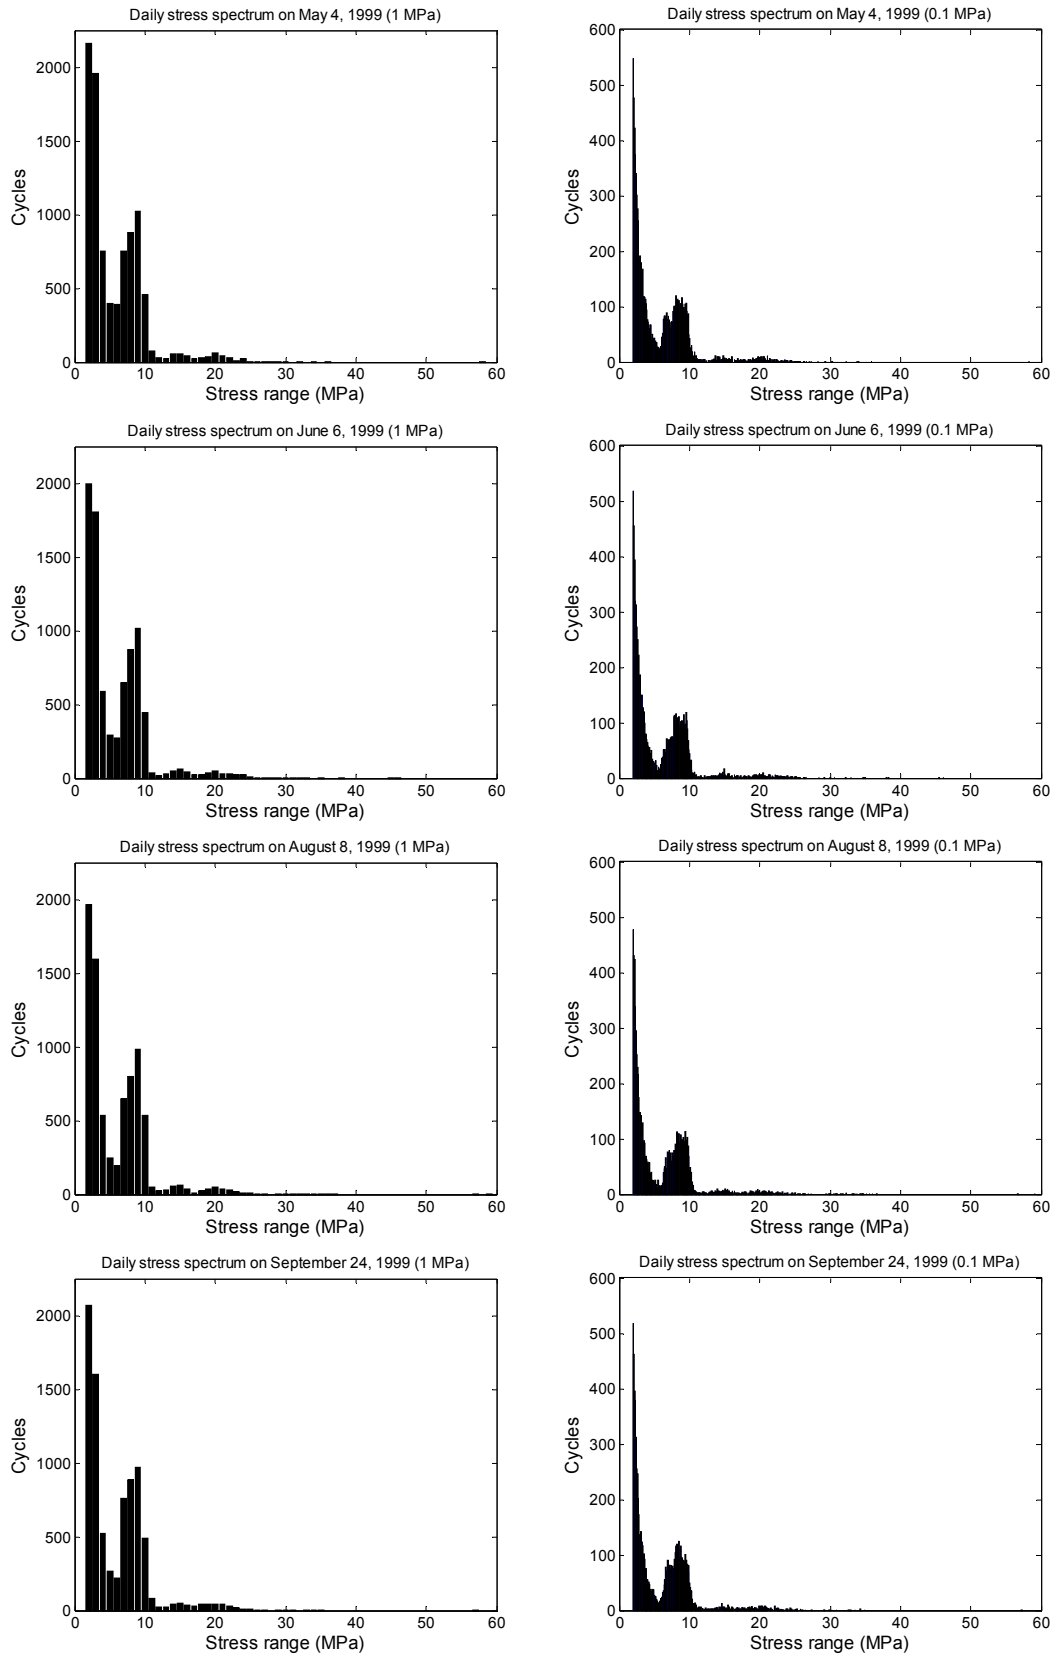 Daily stress spectrum on May 4, 1999 (1 MPa)
2000
1500
1000
500
0
Cycles
0 10 20 30 40 50 60
Stress range (MPa)
Daily stress spectrum on May 4, 1999 (0.1 MPa)
600
500
400
300
200
100
0
Cycles
0 10 20 30 40 50 60
Stress range (MPa)
Daily stress spectrum on June 6, 1999 (1 MPa)
2000
1500
1000
500
0
Cycles
0 10 20 30 40 50 60
Stress range (MPa)
Daily stress spectrum on June 6, 1999 (0.1 MPa)
600
500
400
300
200
100
0
Cycles
0 10 20 30 40 50 60
Stress range (MPa)
Daily stress spectrum on August 8, 1999 (1 MPa)
2000
1500
1000
500
0
Cycles
0 10 20 30 40 50 60
Stress range (MPa)
Daily stress spectrum on August 8, 1999 (0.1 MPa)
600
500
400
300
200
100
0
Cycles
0 10 20 30 40 50 60
Stress range (MPa)
Daily stress spectrum on September 24, 1999 (1 MPa)
2000
1500
1000
500
0
Cycles
0 10 20 30 40 50 60
Stress range (MPa)
Daily stress spectrum on September 24, 1999 (0.1 MPa)
600
500
400
300
200
100
0
Cycles
0 10 20 30 40 50 60
Stress range (MPa)